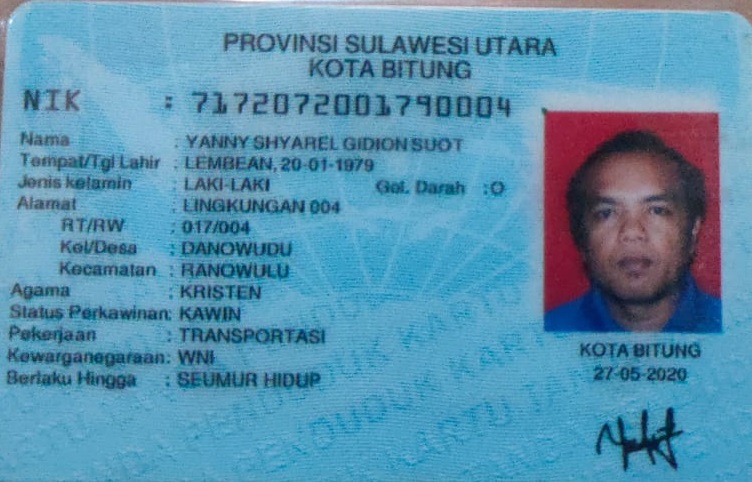 PROVINSI SULAWESI UTARA
KOTA BITUNG
NIK : 7172072001790004
Nama : YANNY SHYAREL GIDION SUOT
Tempat/Tgl Lahir : LEMBEAN, 20-01-1979
Jenis kelamin : LAKI-LAKI Gol. Darah : O
Alamat : LINGKUNGAN 004
RT/RW : 017/004
Kel/Desa : DANOWUDU
Kecamatan : RANOWULU
Agama : KRISTEN
Status Perkawinan: KAWIN
Pekerjaan : TRANSPORTASI
Kewarganegaraan: WNI
Berlaku Hingga : SEUMUR HIDUP
KOTA BITUNG
27-05-2020